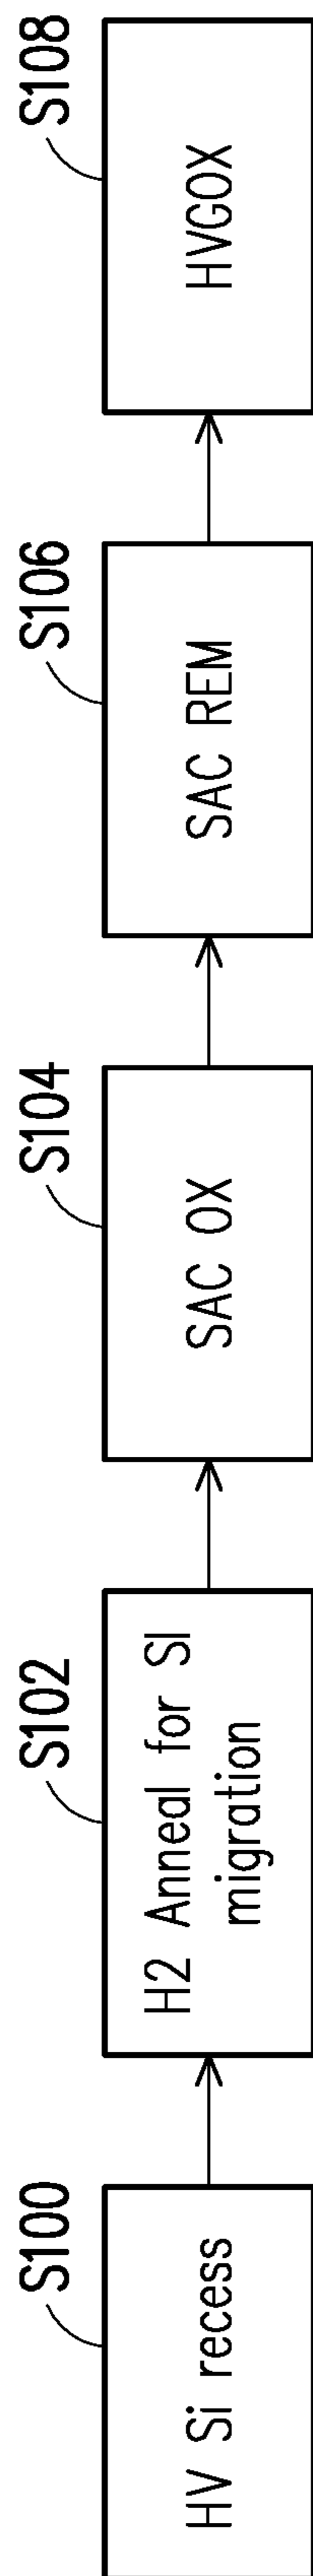 S100
HV Si recess
S102
H2 Anneal for SI
migration
S104
SAC OX
S106
SAC REM
S108
HVGOX